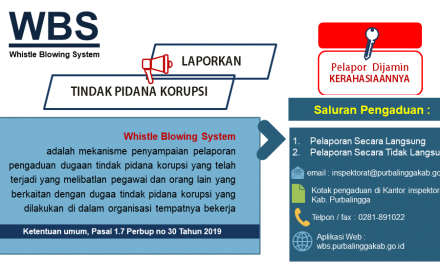 WBS
Whistle Blowing System
LAPORKAN
TINDAK PIDANA KORUPSI
Pelapor Dijamin
KERAHASIAANNYA
Whistle Blowing System
adalah mekanisme penyampaian pelaporan
pengaduan dugaan tindak pidana korupsi yang telah
terjadi yang melibatlan pegawai dan orang lain yang
berkaitan dengan dugaa tindak pidana korupsi yang
dilakukan di dalam organisasi tempatnya bekerja
Ketentuan umum, Pasal 1.7 Perbup no 30 Tahun 2019
Saluran Pengaduan :
1. Pelaporan Secara Langsung
2. Pelaporan Secara Tidak Langsu
email : inspektorat@purbalinggakab.go
Kotak pengaduan di Kantor inspektor
Kab. Purbalingga
Telpon / fax : 0281-891022
Aplikasi Web :
wbs.purbalinggakab.go.id